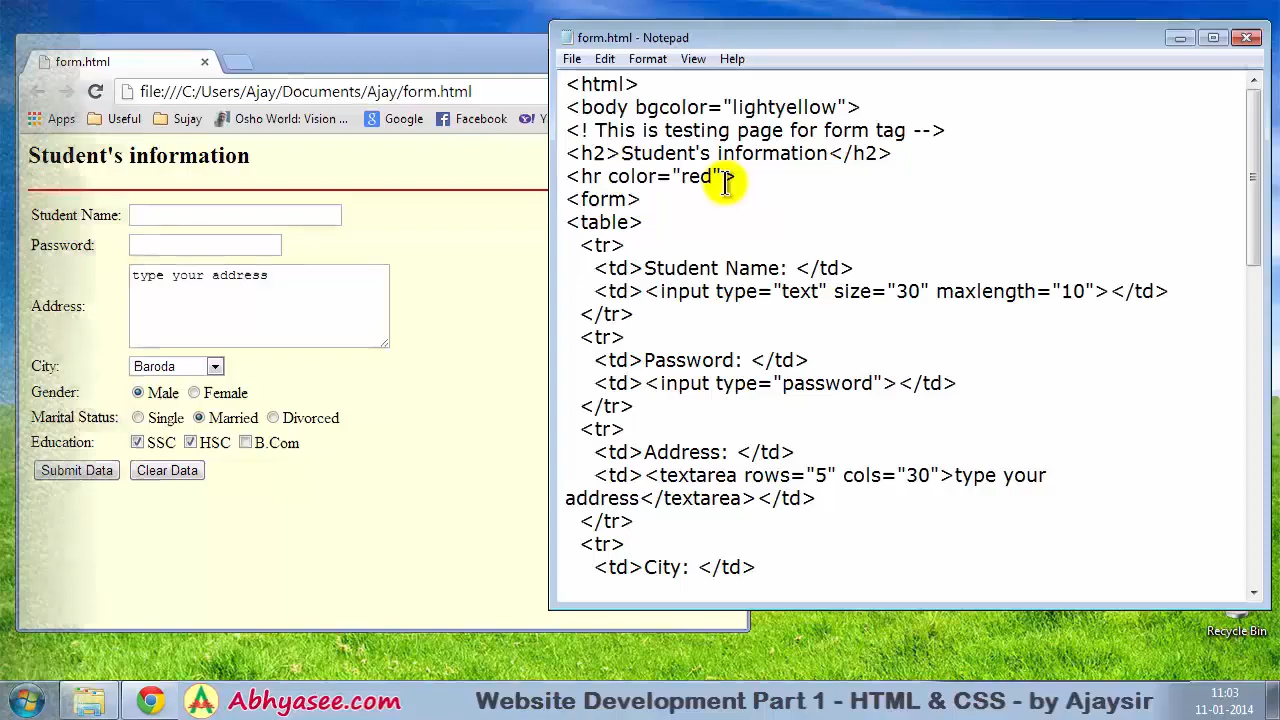 form.html
file:///C:/Users/Ajay/Documents/Ajay/form.html
Apps Useful Sujay Osho World: Vision ... Google Facebook Y
Student's information
Student Name:
Password:
Address:
type your address
City:
Baroda
Gender: Male Female
Marital Status: Single Married Divorced
Education: SSC HSC B.Com
Submit Data Clear Data
form.html - Notepad
File Edit Format View Help
<html>
<body bgcolor="lightyellow">
<! This is testing page for form tag -->
<h2>Student's information</h2>
<hr color="red">
<form>
<table>
<tr>
<td>Student Name: </td>
<td><input type="text" size="30" maxlength="10"></td>
</tr>
<tr>
<td>Password: </td>
<td><input type="password"></td>
</tr>
<tr>
<td>Address: </td>
<td><textarea rows="5" cols="30">type your
address</textarea></td>
</tr>
<tr>
<td>City: </td>
Recycle Bin
Abhyasee.com
Website Development Part 1 - HTML & CSS - by Ajaysir
11:03
11-01-2014